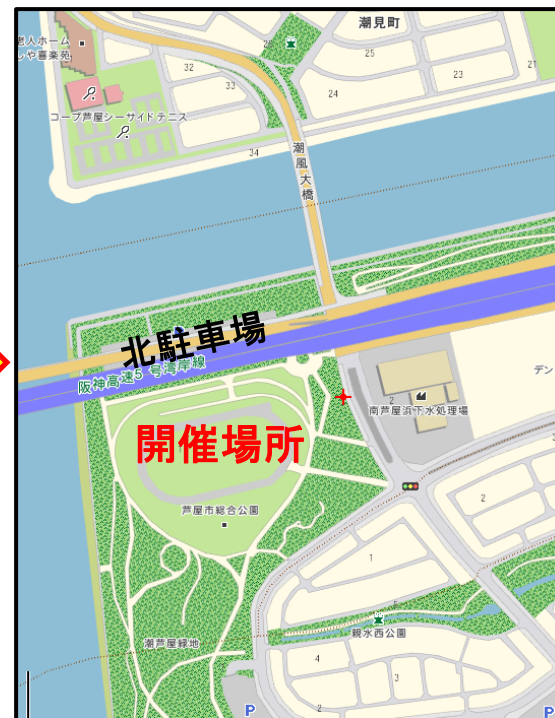 潮見町
老人ホーム
しや喜楽苑
26
25
32
33
24
23
21
コープ芦屋シーサイドテニス
34
潮風大橋
北駐車場
阪神高速5号湾岸線
デン
2
南芦屋浜下水処理場
開催場所
3
芦屋市総合公園
2
1
5
親水西公園
潮芦屋緑地
4
3
2
P
P